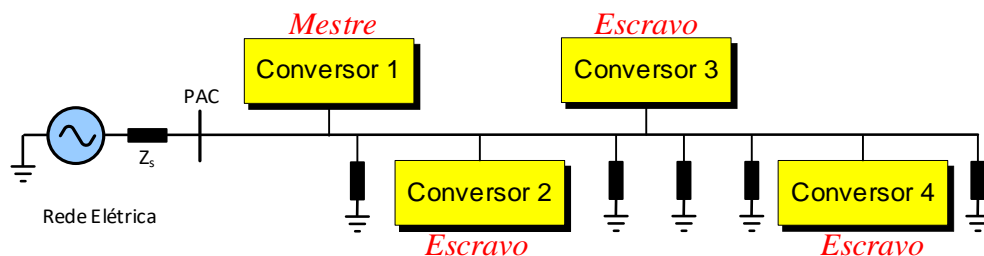 Mestre
Escravo
Conversor 1
Conversor 3
PAC
Zs
Rede Elétrica
Conversor 2
Conversor 4
Escravo
Escravo